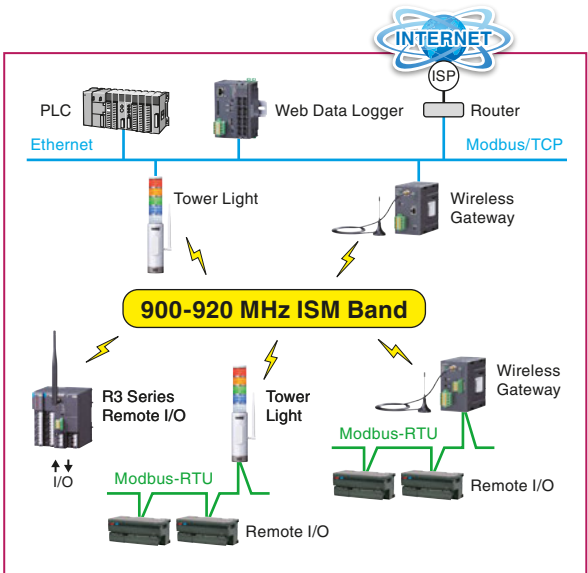 INTERNET
ISP
PLC
Web Data Logger
Router
Ethernet
Modbus/TCP
Tower Light
Wireless
Gateway
900-920 MHz ISM Band
R3 Series
Remote I/O
I/O
Tower
Light
Wireless
Gateway
Modbus-RTU
Remote I/O
Modbus-RTU
Remote I/O